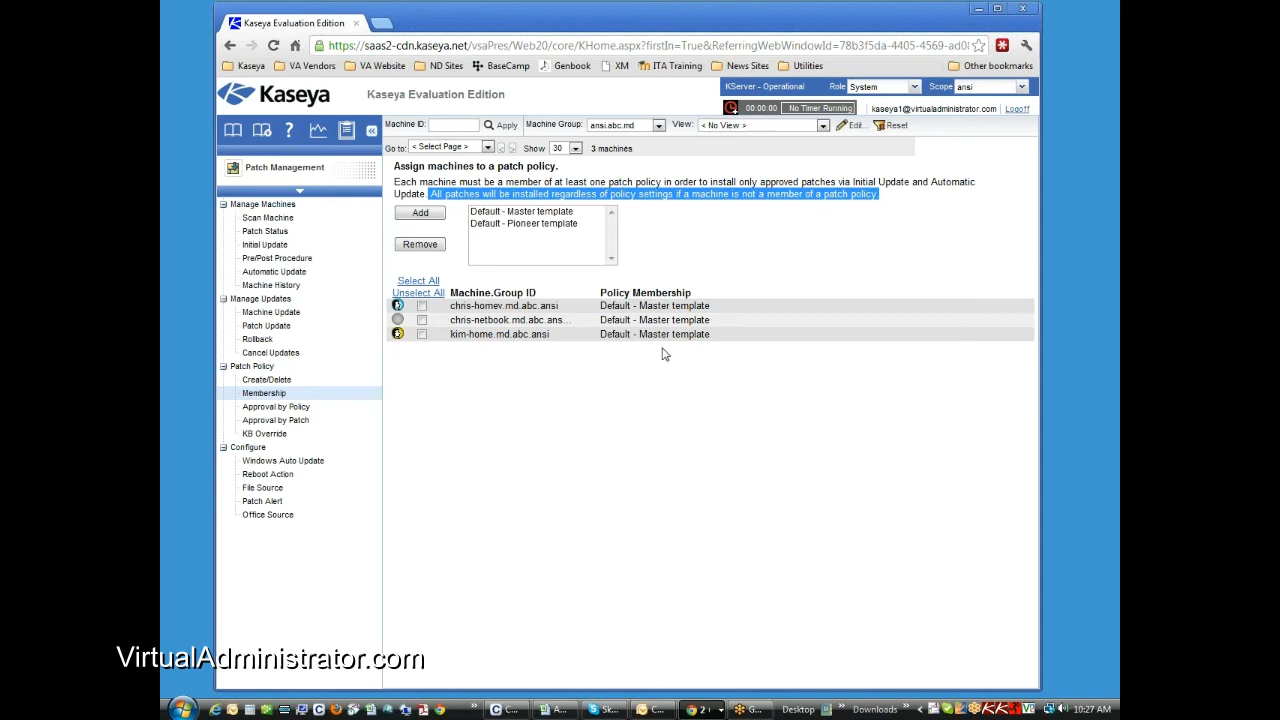 Kaseya Evaluation Edition
https://saas2-cdn.kaseya.net/vsaPres/Web20/core/KHome.aspx?firstIn=True&ReferringWebWindowId=78b3f5da-4405-4569-ad0
Kaseya VA Vendors VA Website ND Sites BaseCamp Genbook XM ITA Training News Sites Utilities Other bookmarks
Kaseya Kaseya Evaluation Edition KServer - Operational Role System Scope ansi
00:00:00 No Timer Running kaseya1@virtualadministrator.com Logoff
Machine ID: Apply Machine Group: ansi.abc.md View: < No View > Edit... Reset
Go to: < Select Page > Show 30 3 machines
Patch Management
Manage Machines
Scan Machine
Patch Status
Initial Update
Pre/Post Procedure
Automatic Update
Machine History
Manage Updates
Machine Update
Patch Update
Rollback
Cancel Updates
Patch Policy
Create/Delete
Membership
Approval by Policy
Approval by Patch
KB Override
Configure
Windows Auto Update
Reboot Action
File Source
Patch Alert
Office Source
Assign machines to a patch policy.
Each machine must be a member of at least one patch policy in order to install only approved patches via Initial Update and Automatic
Update. All patches will be installed regardless of policy settings if a machine is not a member of a patch policy.
Add
Remove
Default - Master template
Default - Pioneer template
Select All
Unselect All Machine.Group ID Policy Membership
chris-homev.md.abc.ansi Default - Master template
chris-netbook.md.abc.ans... Default - Master template
kim-home.md.abc.ansi Default - Master template
VirtualAdministrator.com
C... A... Sk... C... 2 G... Desktop Downloads 10:27 AM